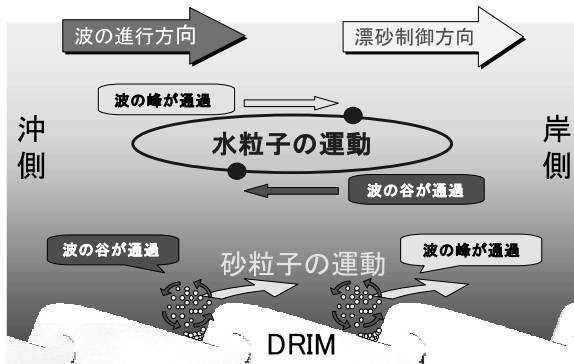 波の進行方向
漂砂制御方向
波の峰が通過
沖側
水粒子の運動
岸側
波の谷が通過
波の谷が通過
砂粒子の運動
波の峰が通過
DRIM